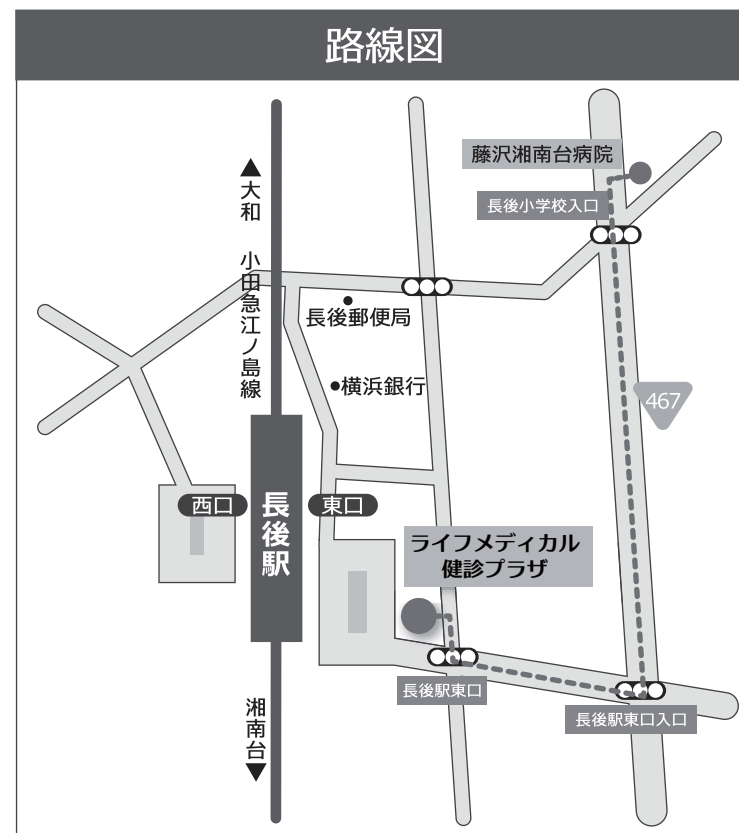 路線図
大和
藤沢湘南台病院
長後小学校入口
小田急江ノ島線
長後郵便局
横浜銀行
467
西口
長後駅
東口
ライフメディカル
健診プラザ
長後駅東口
長後駅東口入口
湘南台